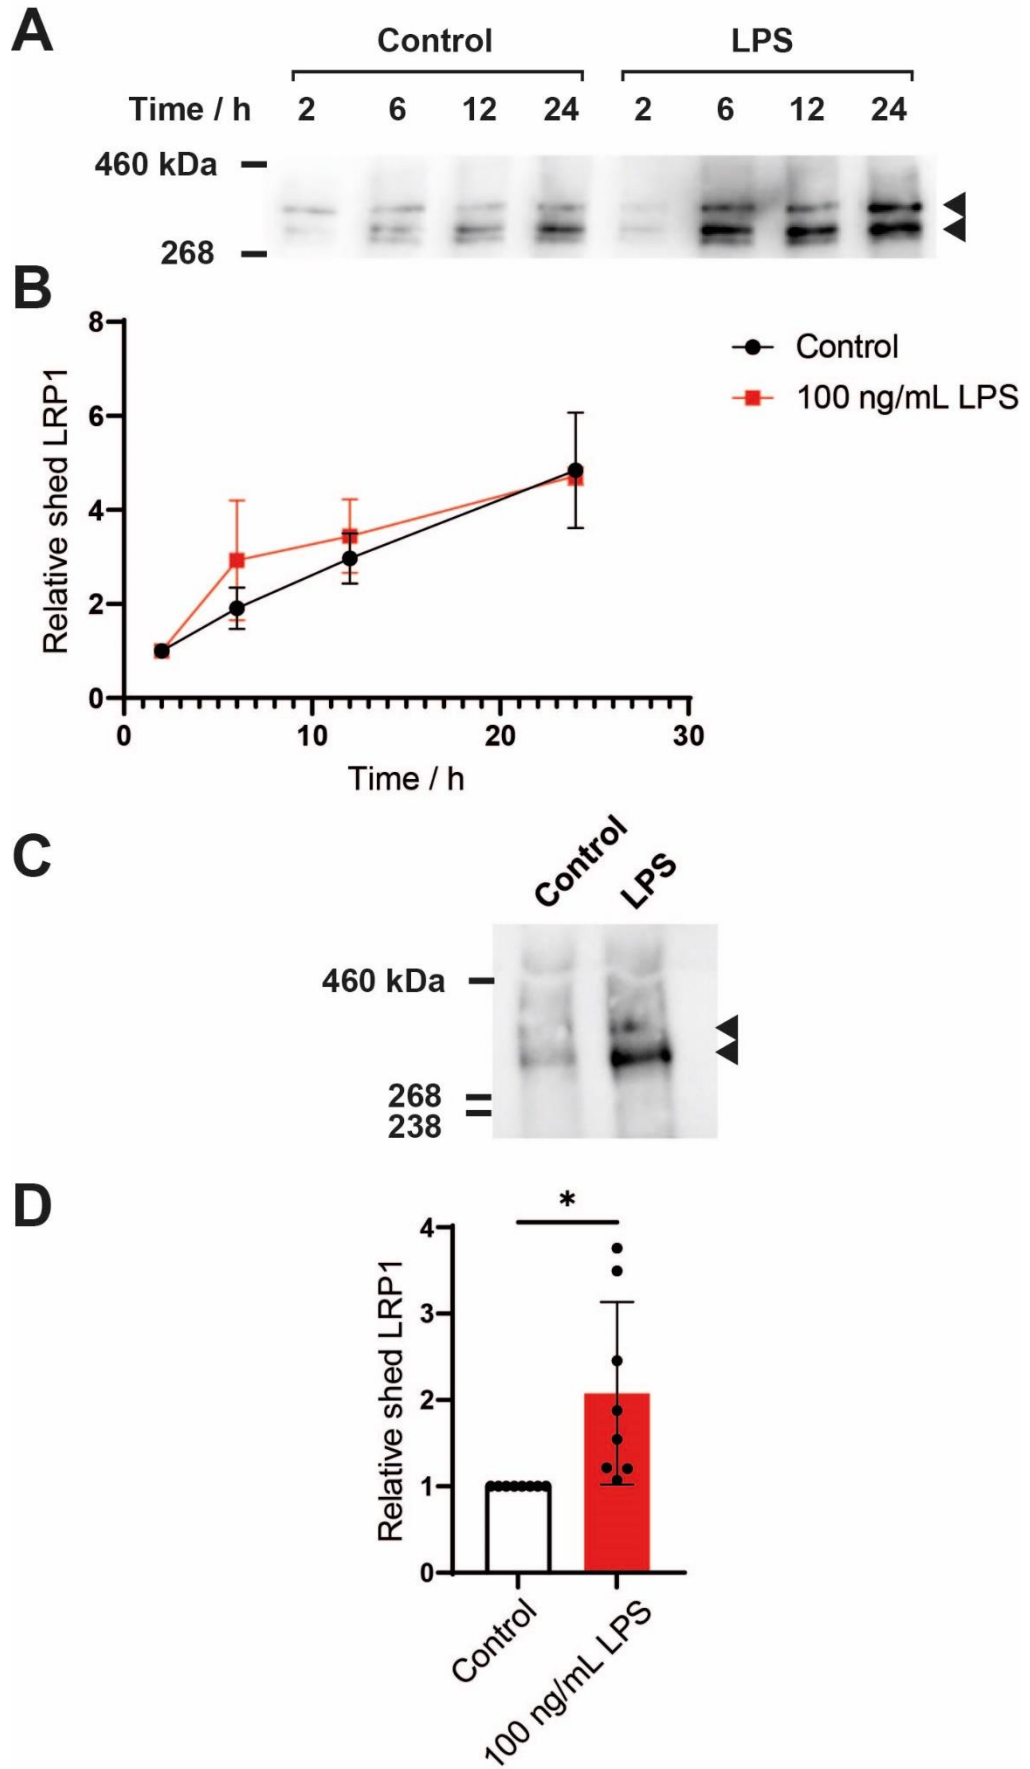 A
Control LPS
Time / h 2 6 12 24 2 6 12 24
460 kDa
268
B
8
6
4
2
0
0 10 20 30
Relative shed LRP1
Time / h
Control
100 ng/mL LPS
C
Control LPS
460 kDa
268
238
D
*
4
3
2
1
0
Relative shed LRP1
Control
100 ng/mL LPS